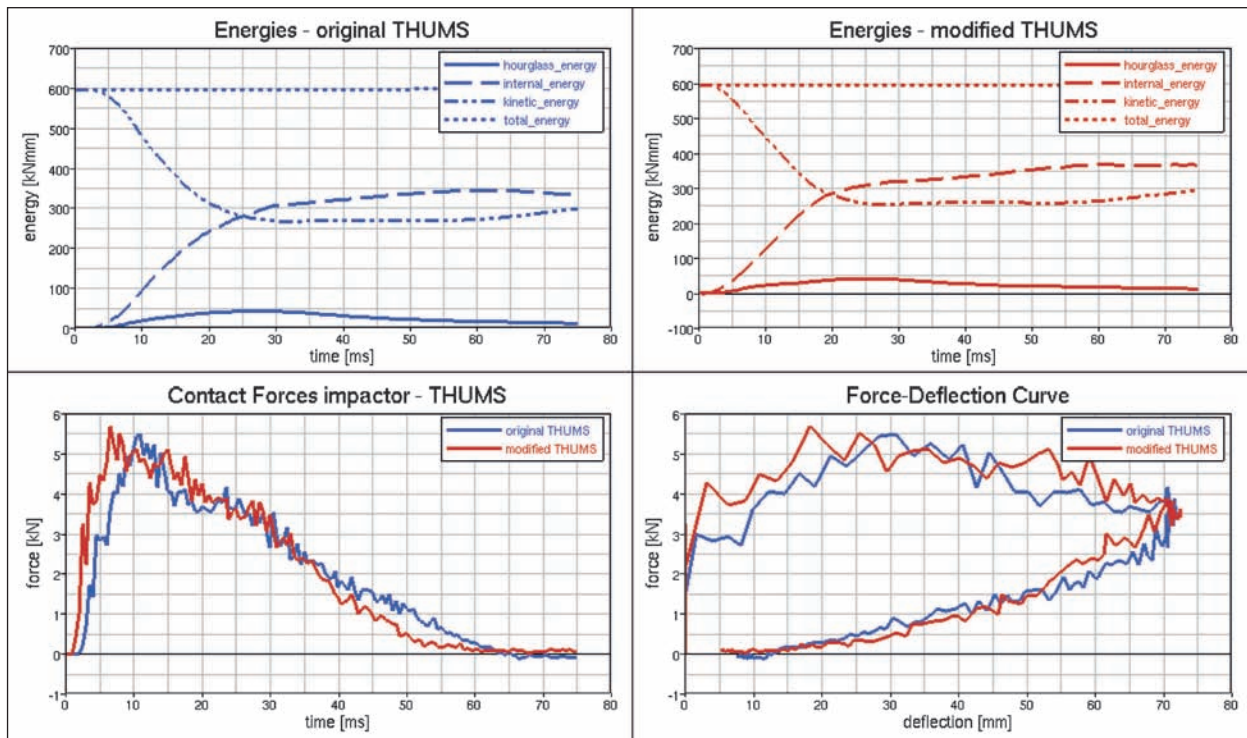 Energies - original THUMS
700
600
500
400
300
200
100
0
energy [kNmm]
hourglass_energy
internal_energy
kinetic_energy
total_energy
0 10 20 30 40 50 60 70 80
time [ms]
Energies - modified THUMS
700
600
500
400
300
200
100
0
-100
energy [kNmm]
hourglass_energy
internal_energy
kinetic_energy
total_energy
0 10 20 30 40 50 60 70 80
time [ms]
Contact Forces impactor - THUMS
6
5
4
3
2
1
0
-1
force [kN]
original THUMS
modified THUMS
0 10 20 30 40 50 60 70 80
time [ms]
Force-Deflection Curve
6
5
4
3
2
1
0
-1
force [kN]
original THUMS
modified THUMS
0 10 20 30 40 50 60 70 80
deflection [mm]